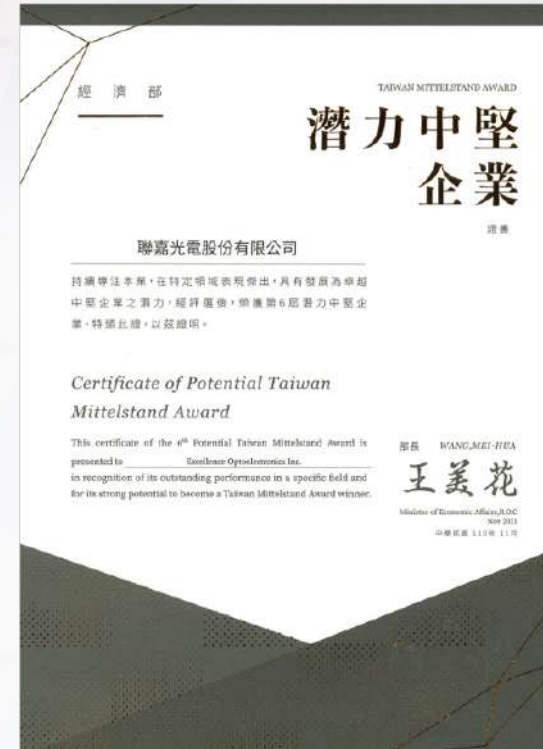 經濟部
TAIWAN MITTELSTAND AWARD
潛力中堅
企業
證書
聯嘉光電股份有限公司
持續專注本業，在特定領域表現傑出，具有發展為卓越
中堅企業之潛力，經評選後，榮獲第6屆潛力中堅企
業，特頒此證，以茲證明。
Certificate of Potential Taiwan
Mittelstand Award
This certificate of the 6th Potential Taiwan Mittelstand Award is
presented to Excellence Optoelectronics Inc.
in recognition of its outstanding performance in a specific field and
for its strong potential to become a Taiwan Mittelstand Award winner.
部長 WANG,MEI-HUA
王美花
Minister of Economic Affairs,R.O.C
Nov 2021
中華民國 110年 11月